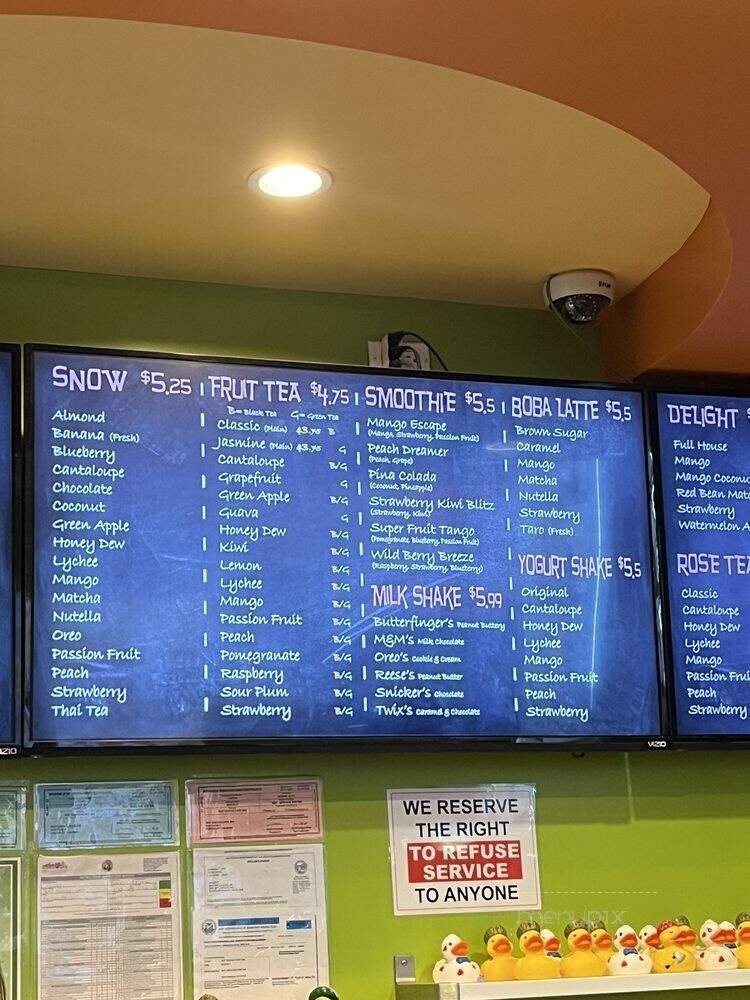 SNOW $5.25
Almond
Banana (Fresh)
Blueberry
Cantaloupe
Chocolate
Coconut
Green Apple
Honey Dew
Lychee
Mango
Matcha
Nutella
Oreo
Passion Fruit
Peach
Strawberry
Thai Tea
FRUIT TEA $4.75
B= Black Tea G= Green Tea
Classic (Plain) $3.75 B
Jasmine (Plain) $3.75 G
Cantaloupe B/G
Grapefruit G
Green Apple B/G
Guava G
Honey Dew B/G
Kiwi B/G
Lemon B/G
Lychee B/G
Mango B/G
Passion Fruit B/G
Peach B/G
Pomegranate B/G
Raspberry B/G
Sour Plum B/G
Strawberry B/G
SMOOTHIE $5.5
Mango Escape
(Mango, Strawberry, Passion Fruit)
Peach Dreamer
(Peach, Grape)
Pina Colada
(Coconut, Pineapple)
Strawberry Kiwi Blitz
(Strawberry, Kiwi)
Super Fruit Tango
(Pomegranate, Blueberry, Passion Fruit)
Wild Berry Breeze
(Raspberry, Strawberry, Blueberry)
MILK SHAKE $5.99
Butterfinger's Peanut Buttery
M&M's Milk Chocolate
Oreo's Cookie & Cream
Reese's Peanut Butter
Snicker's Chocolate
Twix's Caramel & Chocolate
BOBA LATTE $5.5
Brown Sugar
Caramel
Mango
Matcha
Nutella
Strawberry
Taro (Fresh)
YOGURT SHAKE $5.5
Original
Cantaloupe
Honey Dew
Lychee
Mango
Passion Fruit
Peach
Strawberry
DELIGHT $
Full House
Mango
Mango Coconu
Red Bean Matc
Strawberry
Watermelon A
ROSE TEA
Classic
Cantaloupe
Honey Dew
Lychee
Mango
Passion Frui
Peach
Strawberry
VIZIO
WE RESERVE
THE RIGHT
TO REFUSE
SERVICE
TO ANYONE
menupix